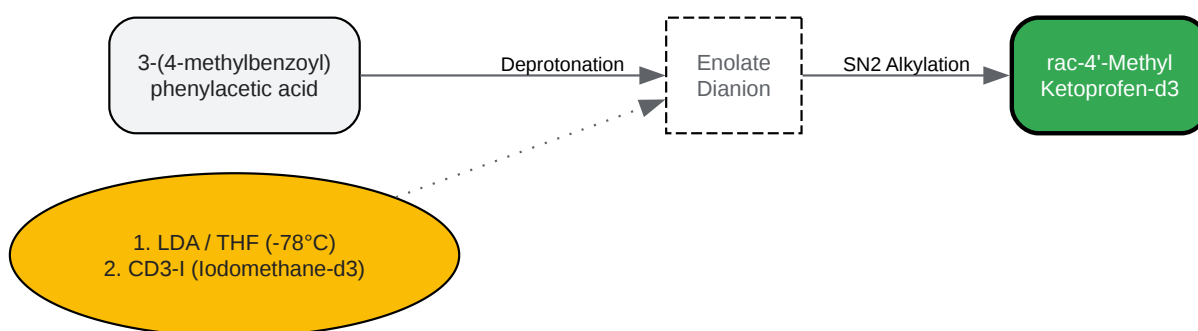 3-(4-methylbenzoyl)
phenylacetic acid
Deprotonation
Enolate
Dianion
SN2 Alkylation
rac-4'-Methyl
Ketoprofen-d3
1. LDA / THF (-78°C)
2. CD3-I (Iodomethane-d3)